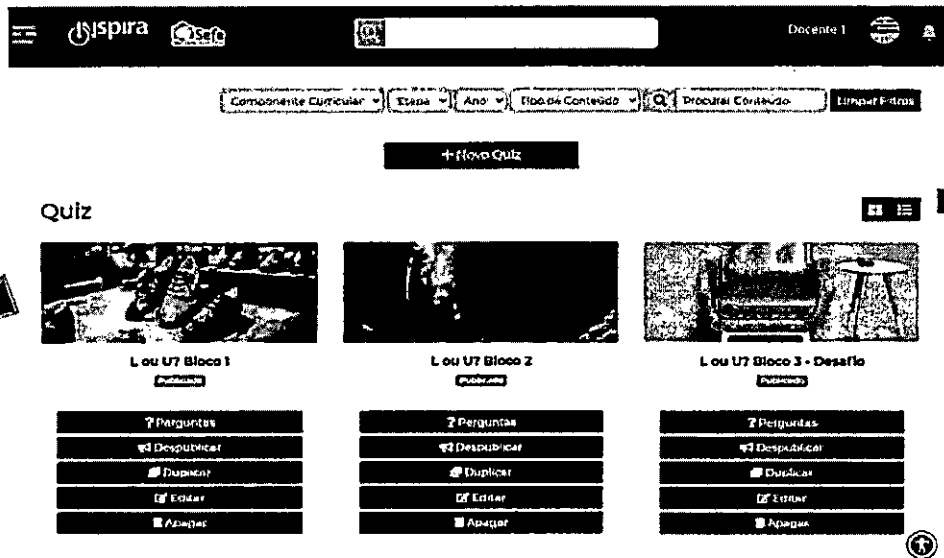 Inspira Sefe Docente 1
Componente Curricular Etapa Ano Tipo de Conteúdo Procurar Conteúdo Limpar Filtros
+ Novo Quiz
Quiz
L ou U? Bloco 1 L ou U? Bloco 2 L ou U? Bloco 3 - Desafio
Publicado Publicado Publicado
? Perguntas ? Perguntas ? Perguntas
Despublicar Despublicar Despublicar
Duplicar Duplicar Duplicar
Editar Editar Editar
Apagar Apagar Apagar